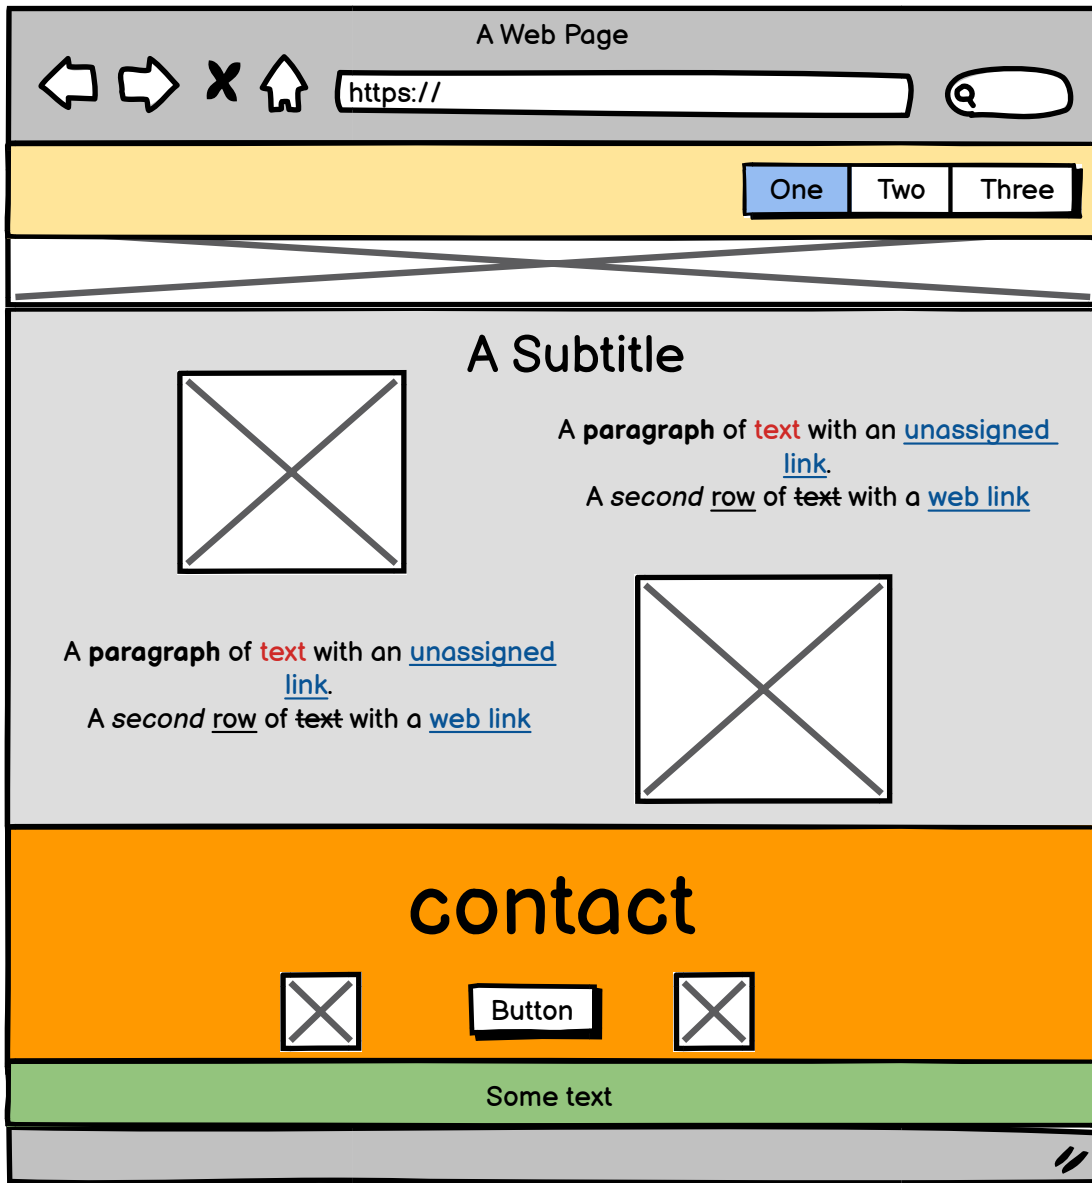 A Web Page
https://
One Two Three
A Subtitle
A paragraph of text with an unassigned
link.
A second row of text with a web link
A paragraph of text with an unassigned
link.
A second row of text with a web link
contact
Button
Some text